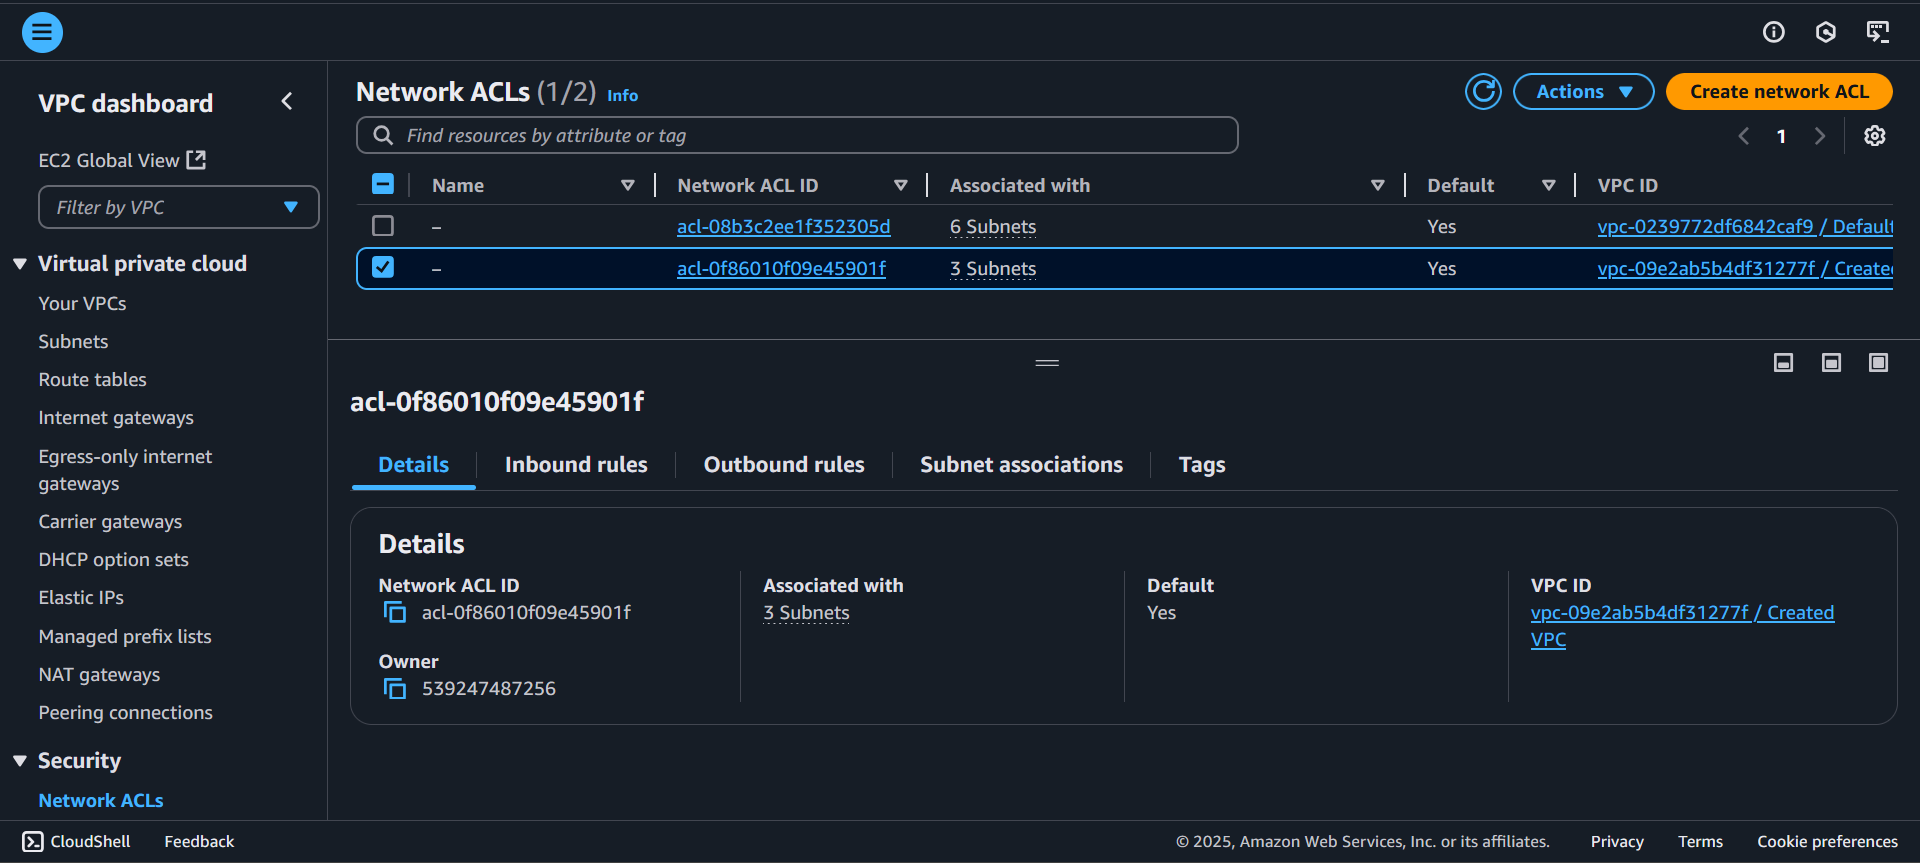 VPC dashboard
EC2 Global View
Filter by VPC
Virtual private cloud
Your VPCs
Subnets
Route tables
Internet gateways
Egress-only internet
gateways
Carrier gateways
DHCP option sets
Elastic IPs
Managed prefix lists
NAT gateways
Peering connections
Security
Network ACLs
Network ACLs (1/2) Info
Actions
Create network ACL
Find resources by attribute or tag
1
Name Network ACL ID Associated with Default VPC ID
– acl-08b3c2ee1f352305d 6 Subnets Yes vpc-0239772df6842caf9 / Default
– acl-0f86010f09e45901f 3 Subnets Yes vpc-09e2ab5b4df31277f / Create
acl-0f86010f09e45901f
Details Inbound rules Outbound rules Subnet associations Tags
Details
Network ACL ID
acl-0f86010f09e45901f
Owner
539247487256
Associated with
3 Subnets
Default
Yes
VPC ID
vpc-09e2ab5b4df31277f / Created
VPC
CloudShell Feedback © 2025, Amazon Web Services, Inc. or its affiliates. Privacy Terms Cookie preferences